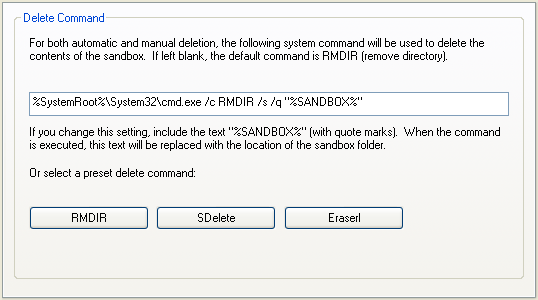 Delete Command
For both automatic and manual deletion, the following system command will be used to delete the
contents of the sandbox.  If left blank, the default command is RMDIR (remove directory).
%SystemRoot%\System32\cmd.exe /c RMDIR /s /q "%SANDBOX%"
If you change this setting, include the text "%SANDBOX%" (with quote marks).  When the command
is executed, this text will be replaced with the location of the sandbox folder.
Or select a preset delete command:
RMDIR
SDelete
Eraserl